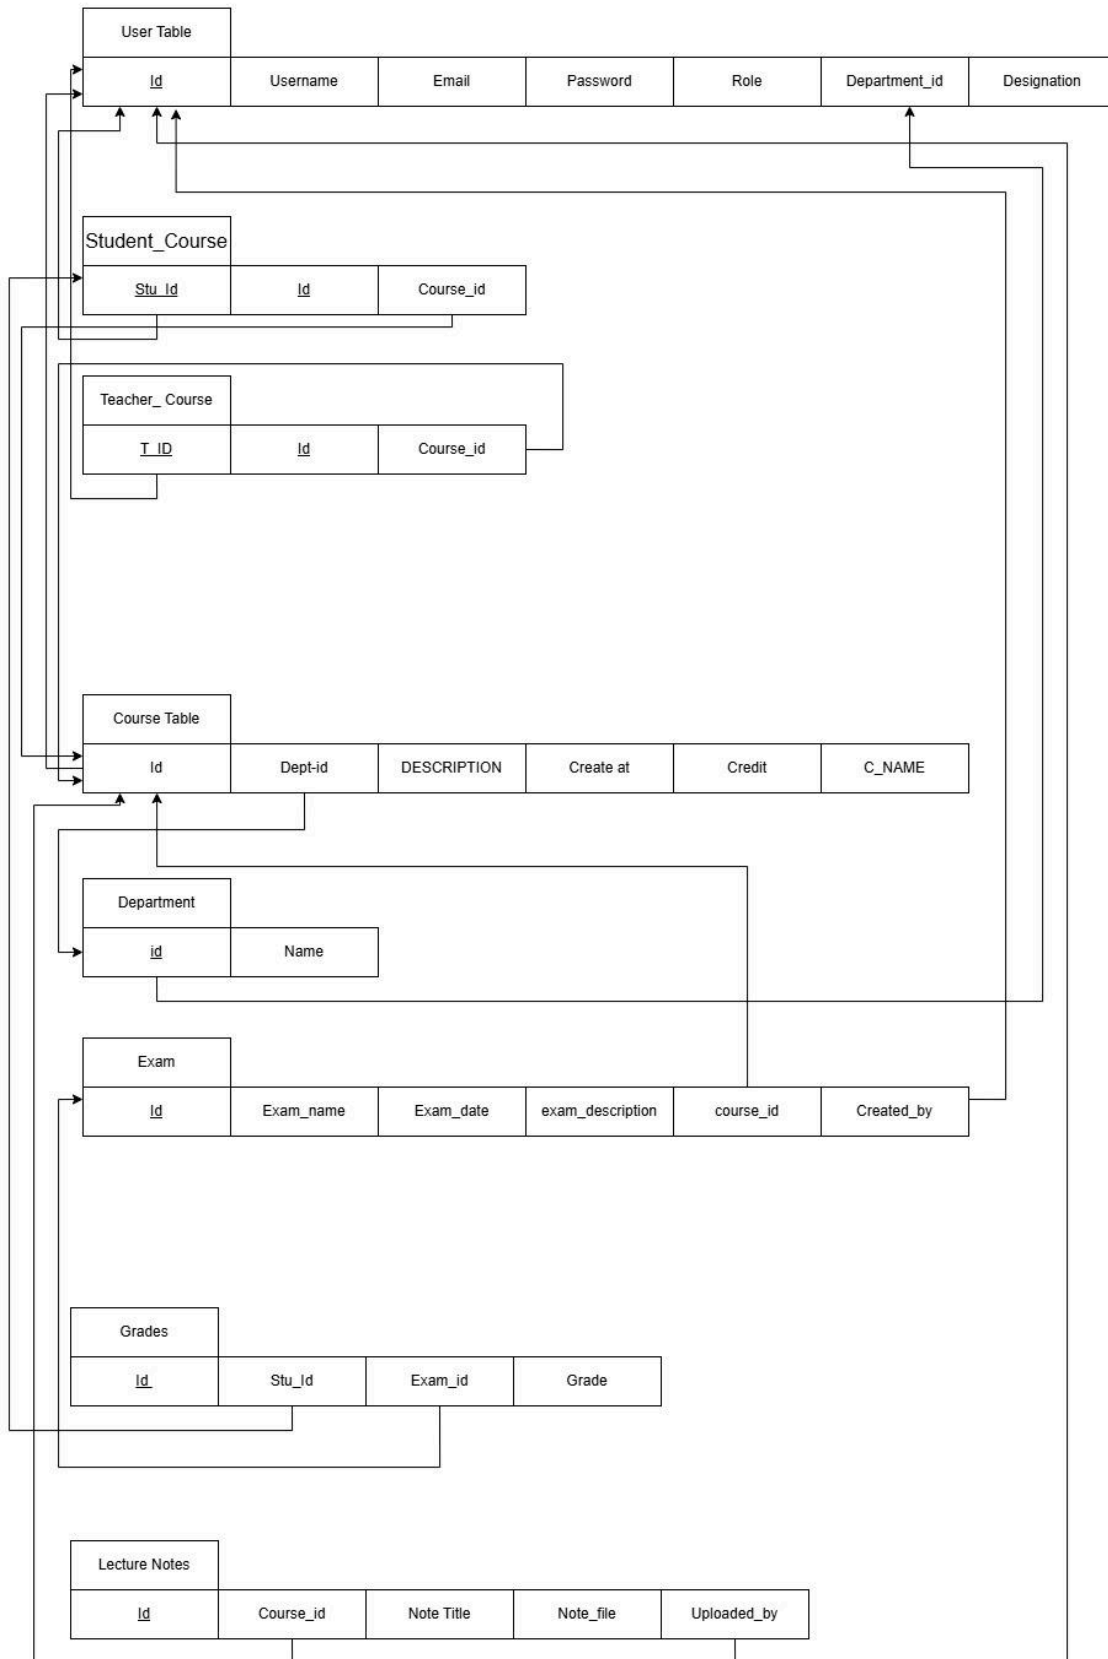 User Table
Id Username Email Password Role Department_id Designation
Student_Course
Stu_Id Id Course_id
Teacher_ Course
T_ID Id Course_id
Course Table
Id Dept-id DESCRIPTION Create at Credit C_NAME
Department
id Name
Exam
Id Exam_name Exam_date exam_description course_id Created_by
Grades
Id Stu_Id Exam_id Grade
Lecture Notes
Id Course_id Note Title Note_file Uploaded_by